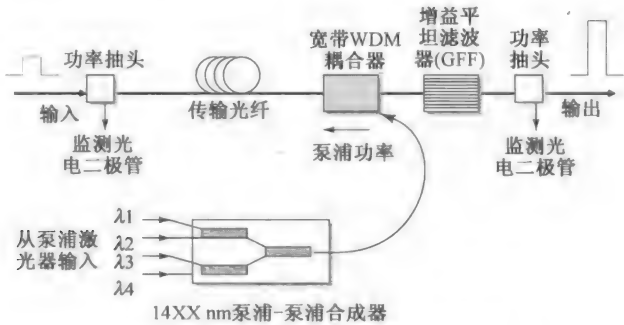 功率抽头
输入
监测光
电二极管
传输光纤
宽带WDM
耦合器
泵浦功率
增益平
坦滤波
器(GFF)
功率
抽头
输出
监测光
电二极管
从泵浦激
光器输入
λ1
λ2
λ3
λ4
14XX nm泵浦-泵浦合成器